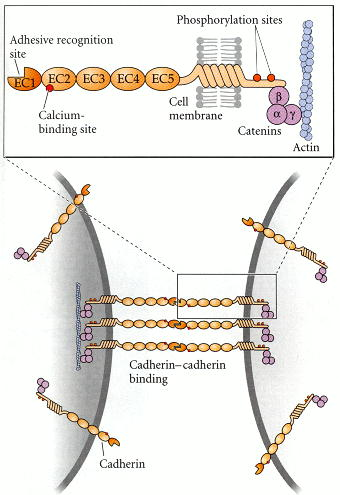 Phosphorylation sites
Adhesive recognition
site
EC1 EC2 EC3 EC4 EC5
Calcium-
binding site
Cell
membrane
β
α γ
Catenins
Actin
Cadherin–cadherin
binding
Cadherin